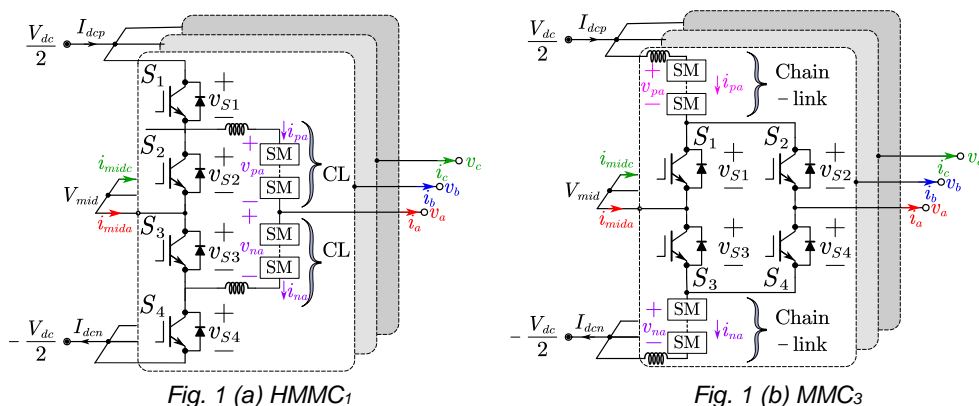 V_dc
2
I_dcp
S_1
+
v_S1
−
i_pa
S_2
+
v_S2
−
+
v_pa
−
SM
SM
CL
i_midc
V_mid
i_mida
v_c
i_c
v_b
i_b
v_a
i_a
S_3
+
v_S3
−
+
v_na
−
SM
SM
CL
i_na
S_4
+
v_S4
−
− V_dc
2
I_dcn
Fig. 1 (a) HMMC_1
V_dc
2
I_dcp
+
v_pa
−
SM
SM
i_pa
Chain
– link
S_1
+
v_S1
−
S_2
+
v_S2
−
i_midc
V_mid
i_mida
i_c
v_b
i_b
v_a
i_a
+
v_S3
−
S_3
+
v_S4
−
S_4
+
v_na
−
SM
SM
i_na
Chain
– link
− V_dc
2
I_dcn
Fig. 1 (b) MMC_3